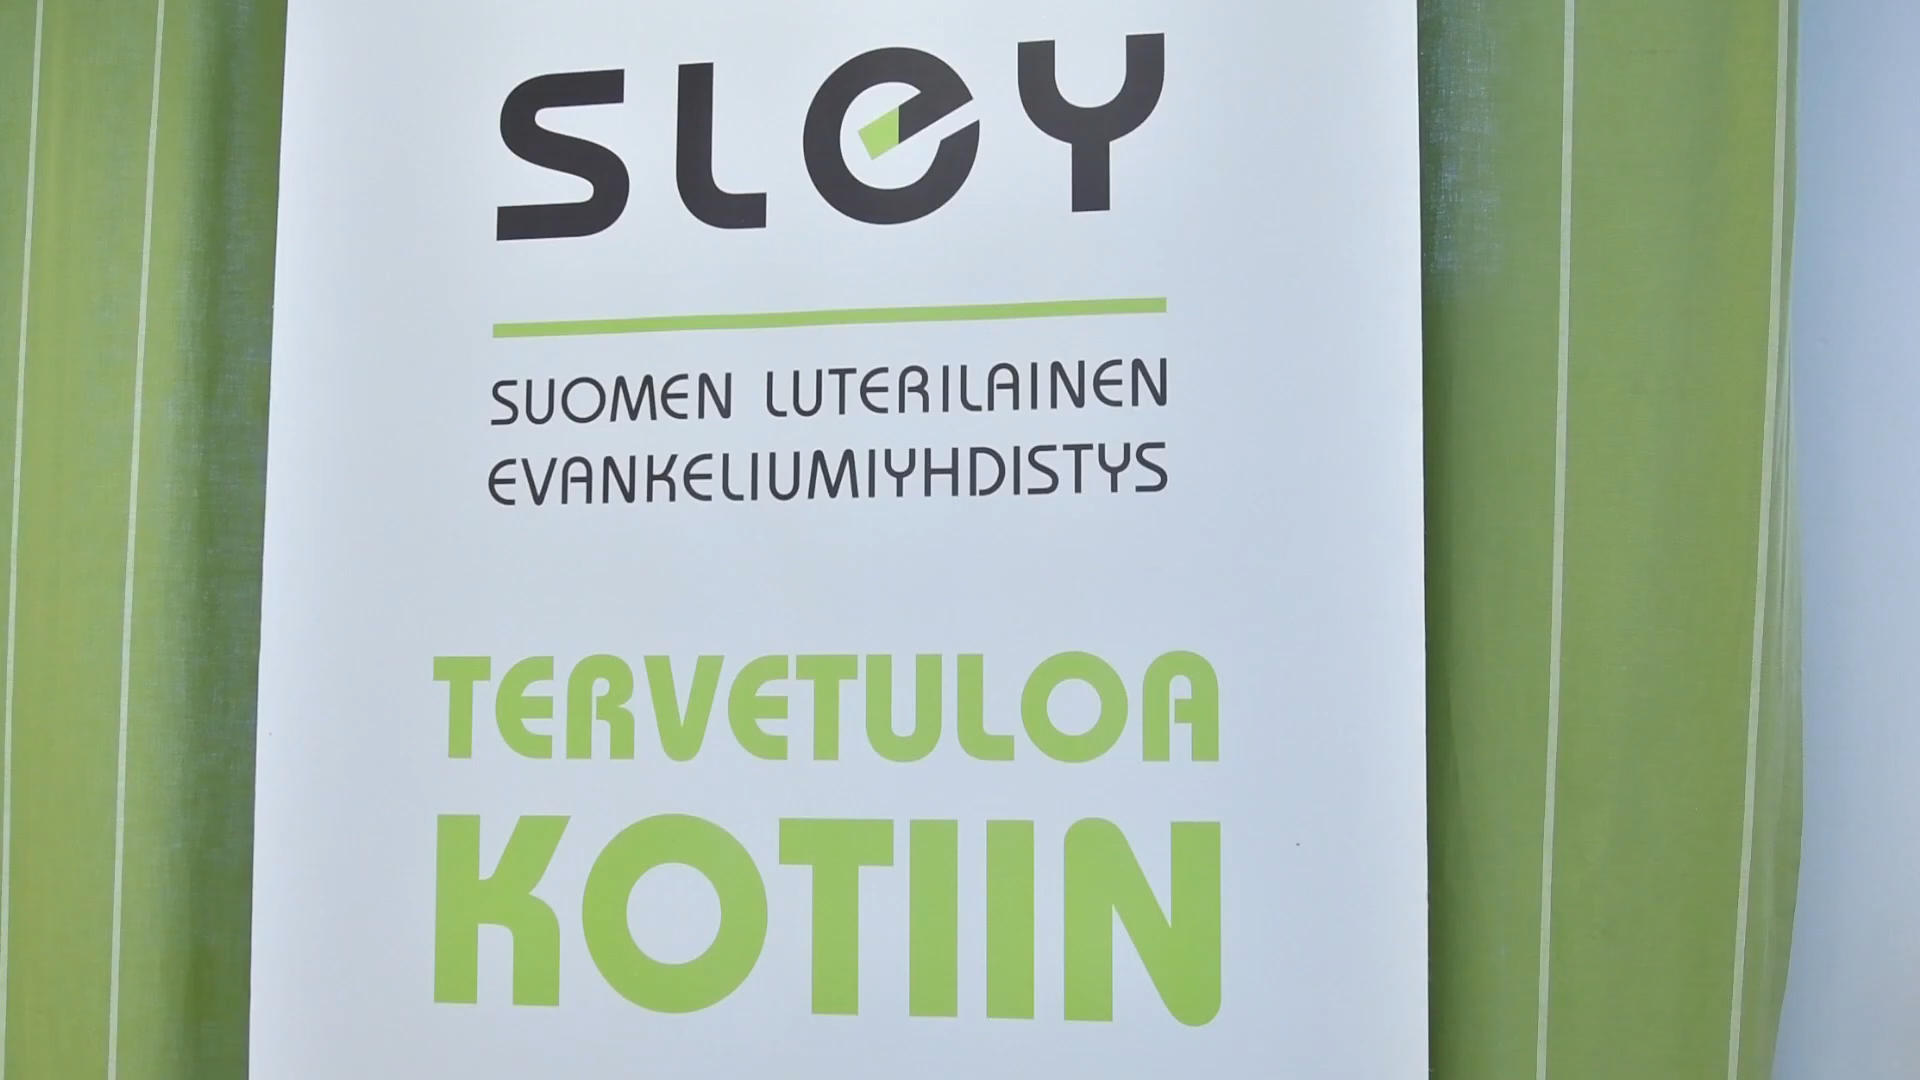 SLEY
SUOMEN LUTERILAINEN
EVANKELIUMIYHDISTYS
TERVETULOA
KOTIIN